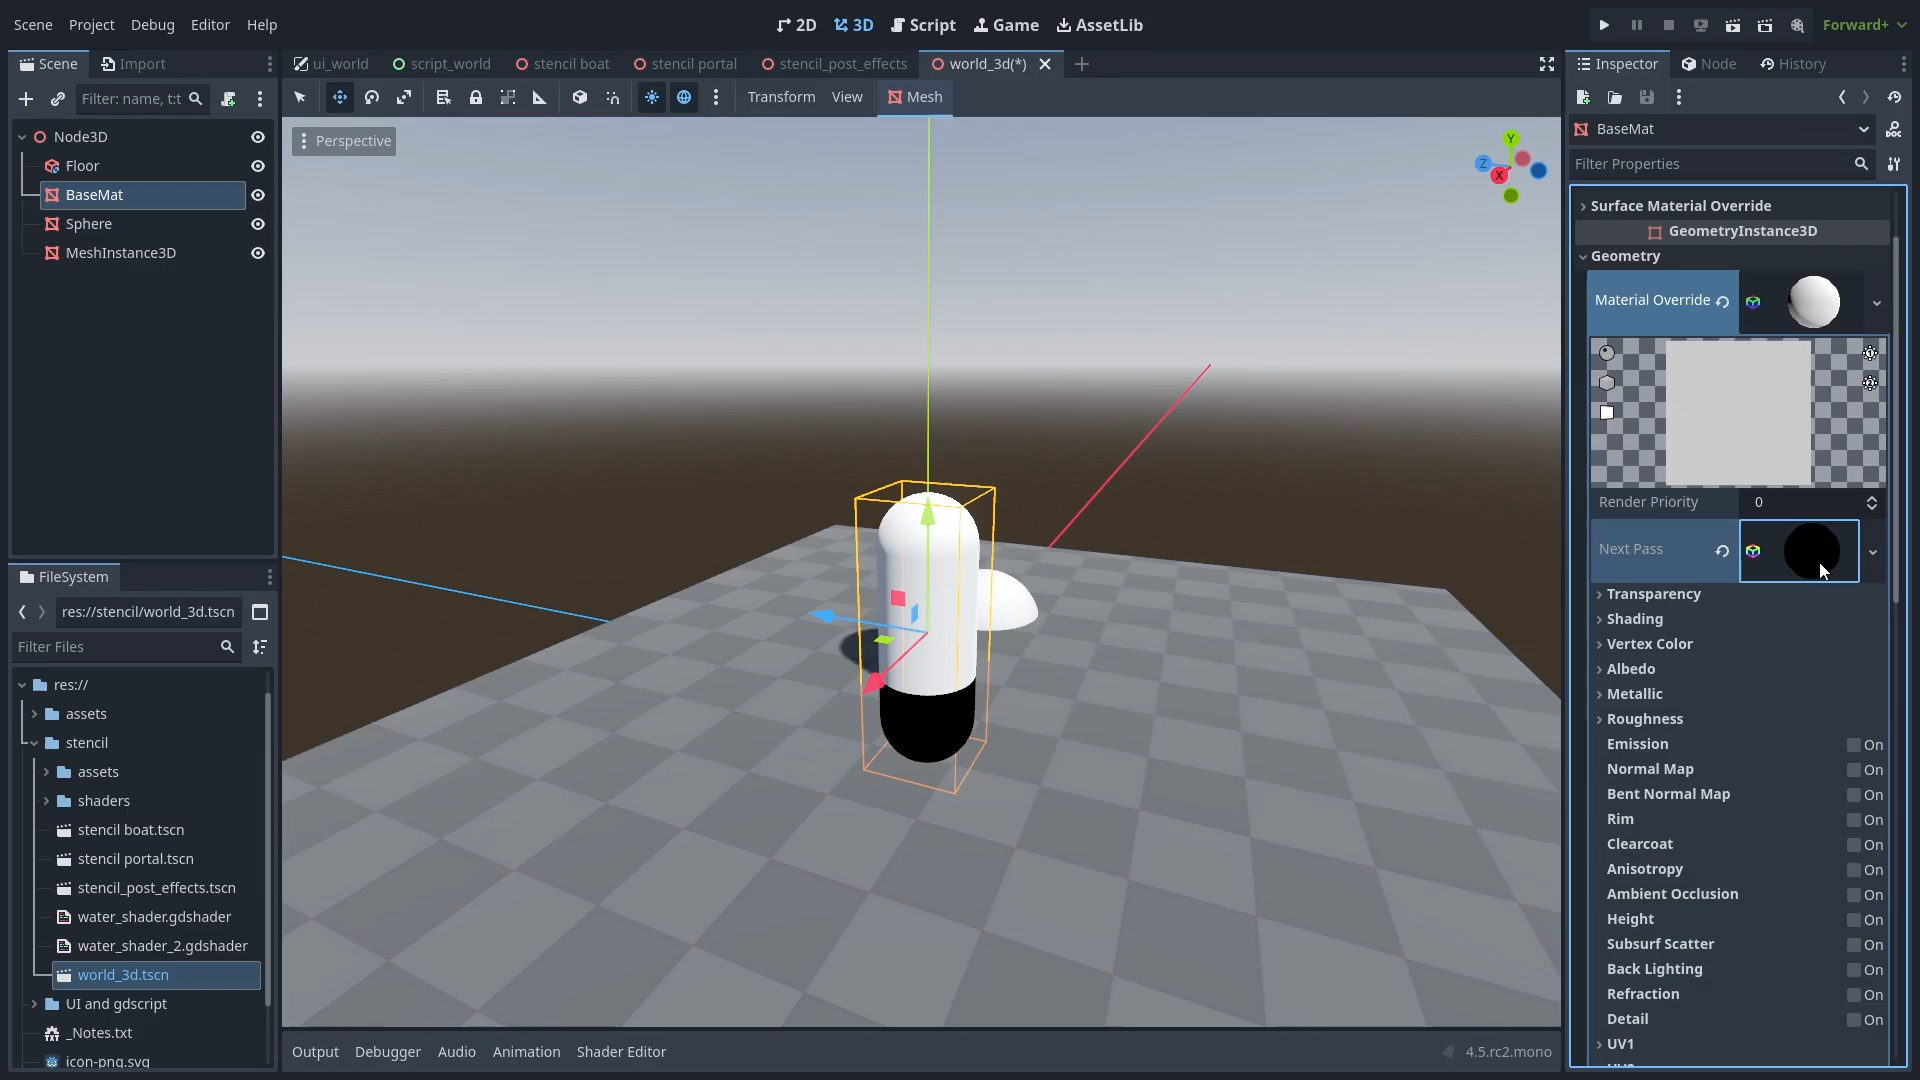 Scene Project Debug Editor Help
2D 3D Script Game AssetLib
Forward+
Scene Import
Filter: name, t:t
Node3D
Floor
BaseMat
Sphere
MeshInstance3D
FileSystem
res://stencil/world_3d.tscn
Filter Files
res://
assets
stencil
assets
shaders
stencil boat.tscn
stencil portal.tscn
stencil_post_effects.tscn
water_shader.gdshader
water_shader_2.gdshader
world_3d.tscn
UI and gdscript
_Notes.txt
icon-png.svg
ui_world script_world stencil boat stencil portal stencil_post_effects world_3d(*)
Transform View Mesh
Perspective
Y
Z
X
Output Debugger Audio Animation Shader Editor
4.5.rc2.mono
Inspector Node History
BaseMat
DOC
Filter Properties
Surface Material Override
GeometryInstance3D
Geometry
Material Override
Render Priority 0
Next Pass
Transparency
Shading
Vertex Color
Albedo
Metallic
Roughness
Emission On
Normal Map On
Bent Normal Map On
Rim On
Clearcoat On
Anisotropy On
Ambient Occlusion On
Height On
Subsurf Scatter On
Back Lighting On
Refraction On
Detail On
UV1